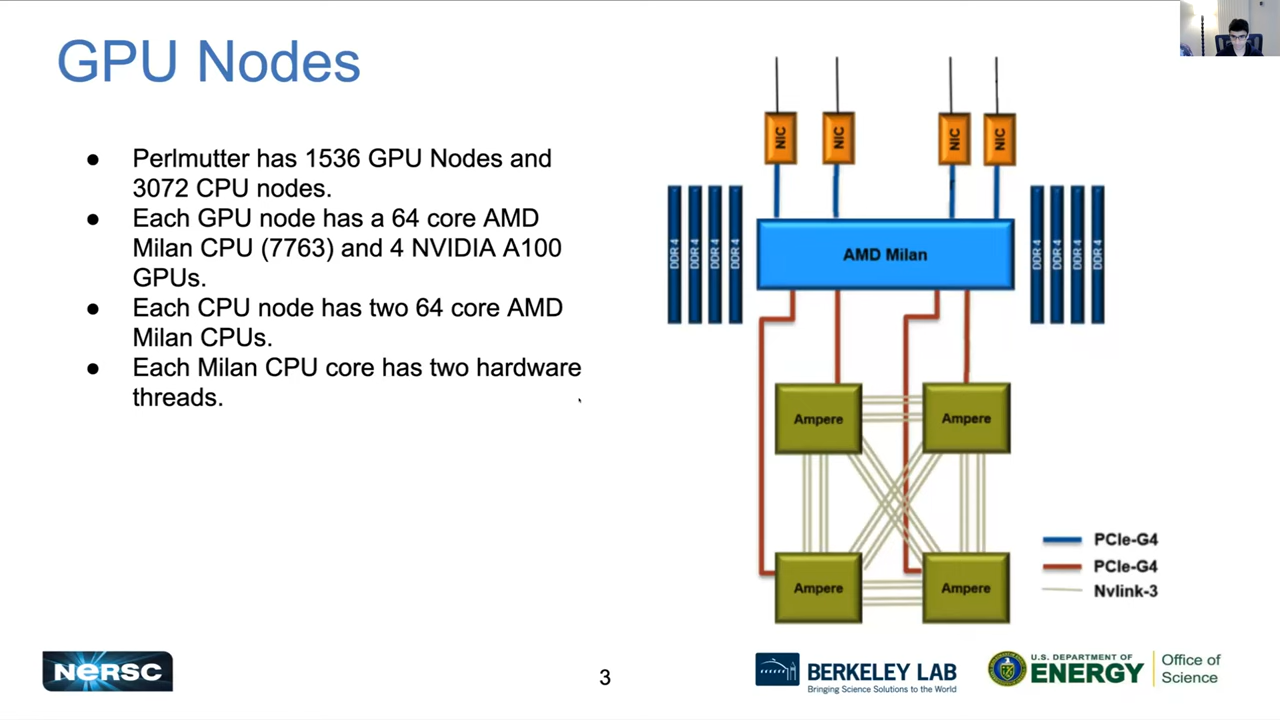 GPU Nodes
● Perlmutter has 1536 GPU Nodes and
3072 CPU nodes.
● Each GPU node has a 64 core AMD
Milan CPU (7763) and 4 NVIDIA A100
GPUs.
● Each CPU node has two 64 core AMD
Milan CPUs.
● Each Milan CPU core has two hardware
threads.
NIC
NIC
NIC
NIC
DDR 4
DDR 4
DDR 4
DDR 4
AMD Milan
DDR 4
DDR 4
DDR 4
DDR 4
Ampere
Ampere
Ampere
Ampere
PCIe-G4
PCIe-G4
Nvlink-3
NERSC
3
BERKELEY LAB
Bringing Science Solutions to the World
U.S. DEPARTMENT OF
ENERGY
Office of
Science